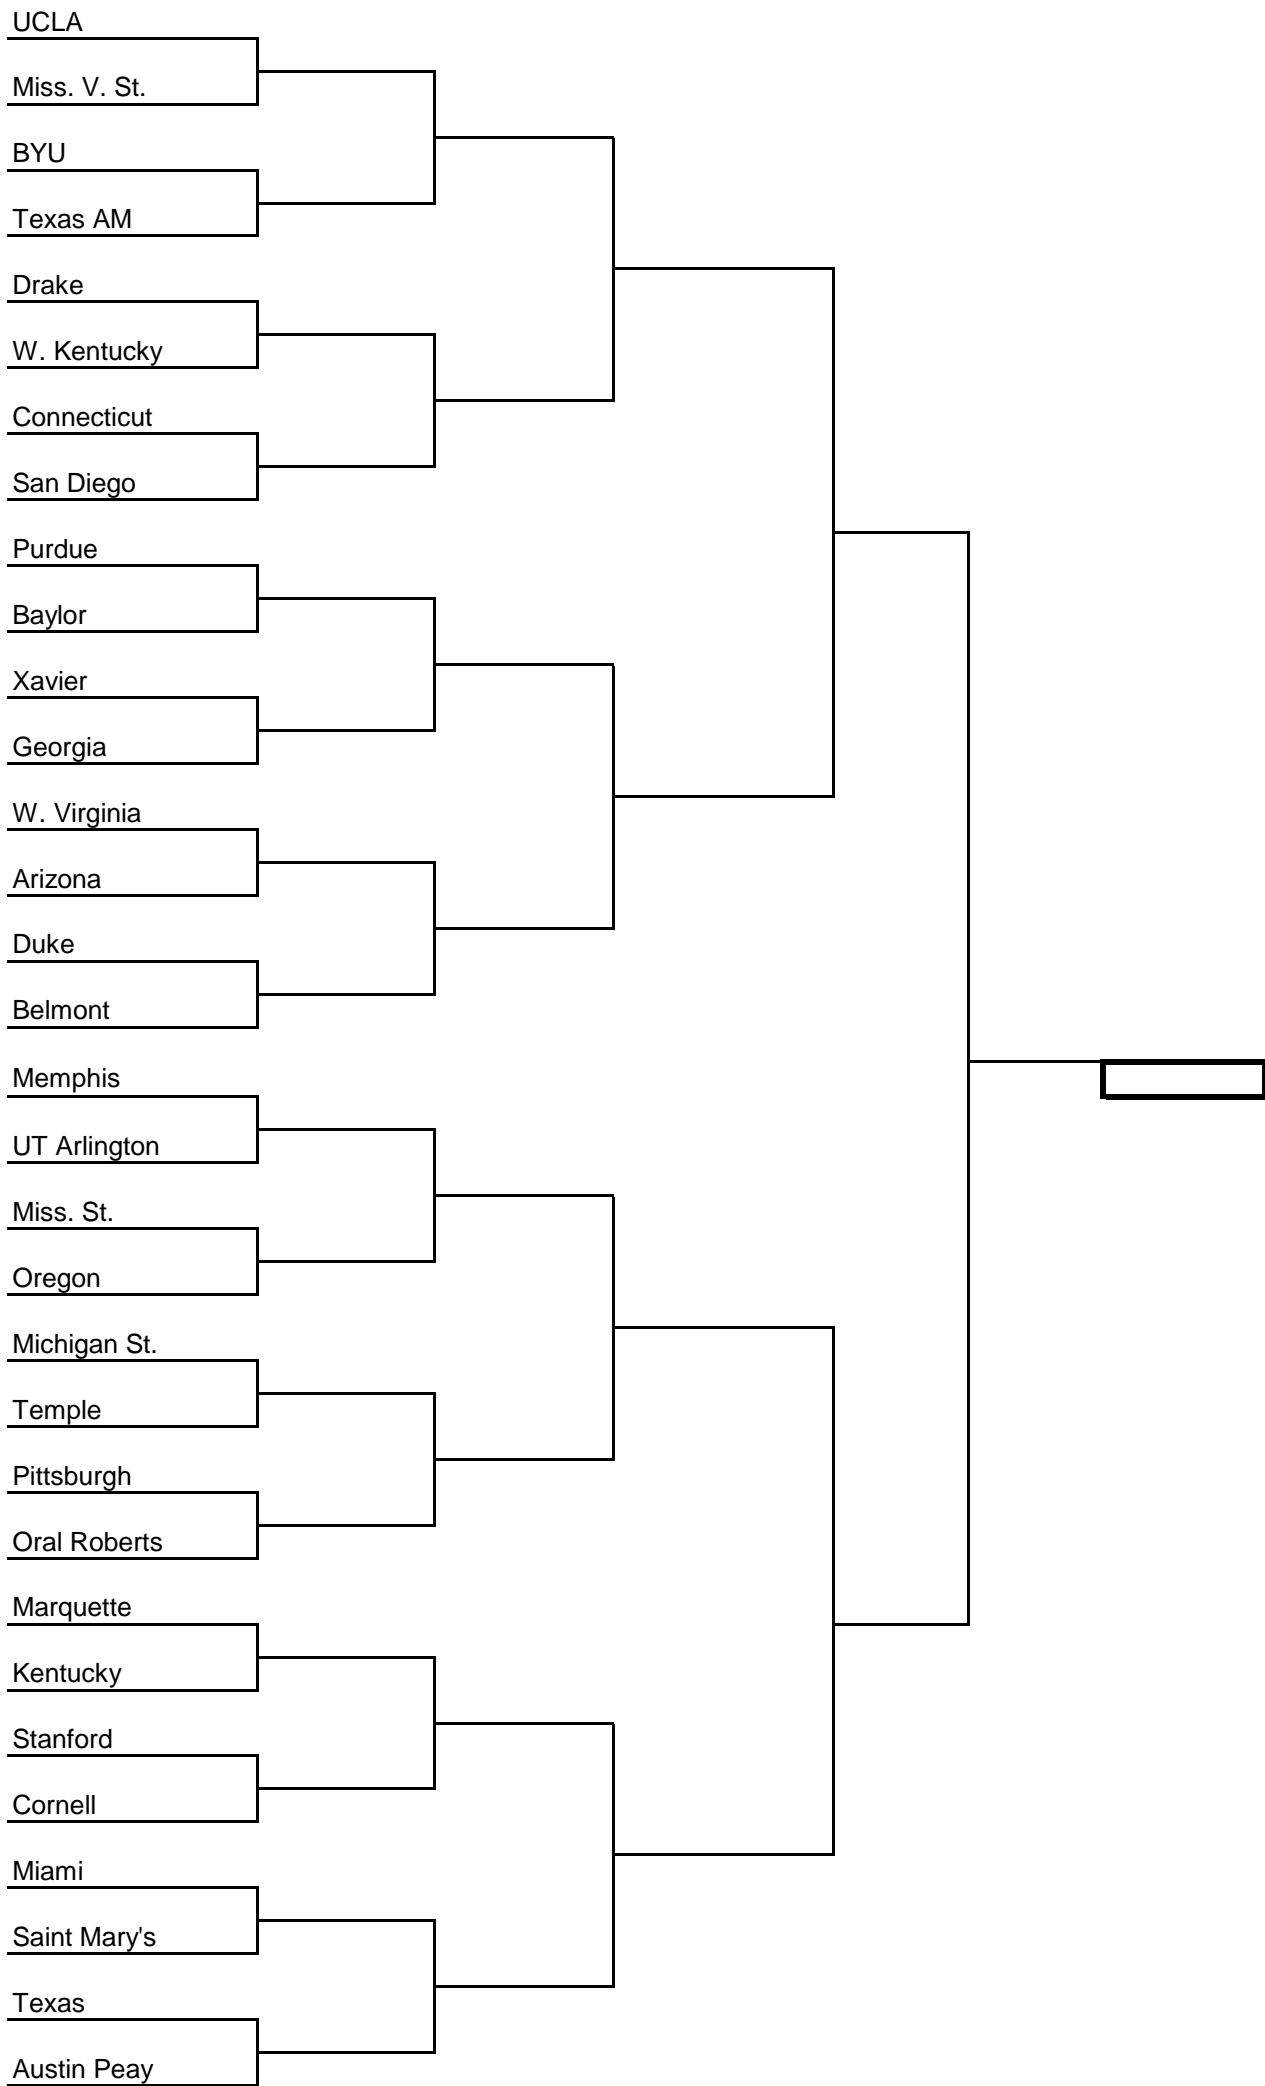 UCLA
Miss. V. St.
BYU
Texas AM
Drake
W. Kentucky
Connecticut
San Diego
Purdue
Baylor
Xavier
Georgia
W. Virginia
Arizona
Duke
Belmont
Memphis
UT Arlington
Miss. St.
Oregon
Michigan St.
Temple
Pittsburgh
Oral Roberts
Marquette
Kentucky
Stanford
Cornell
Miami
Saint Mary's
Texas
Austin Peay